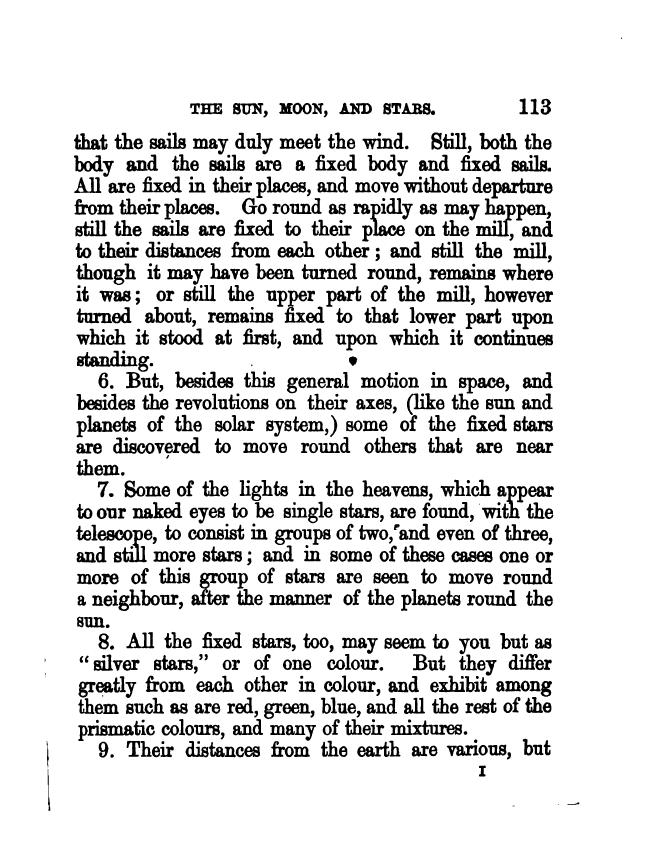 THE SUN, MOON, AND STARS. 113
that the sails may duly meet the wind. Still, both the
body and the sails are a fixed body and fixed sails.
All are fixed in their places, and move without departure
from their places. Go round as rapidly as may happen,
still the sails are fixed to their place on the mill, and
to their distances from each other; and still the mill,
though it may have been turned round, remains where
it was; or still the upper part of the mill, however
turned about, remains fixed to that lower part upon
which it stood at first, and upon which it continues
standing.
6. But, besides this general motion in space, and
besides the revolutions on their axes, (like the sun and
planets of the solar system,) some of the fixed stars
are discovered to move round others that are near
them.
7. Some of the lights in the heavens, which appear
to our naked eyes to be single stars, are found, with the
telescope, to consist in groups of two, and even of three,
and still more stars; and in some of these cases one or
more of this group of stars are seen to move round
a neighbour, after the manner of the planets round the
sun.
8. All the fixed stars, too, may seem to you but as
“silver stars,” or of one colour. But they differ
greatly from each other in colour, and exhibit among
them such as are red, green, blue, and all the rest of the
prismatic colours, and many of their mixtures.
9. Their distances from the earth are various, but
I